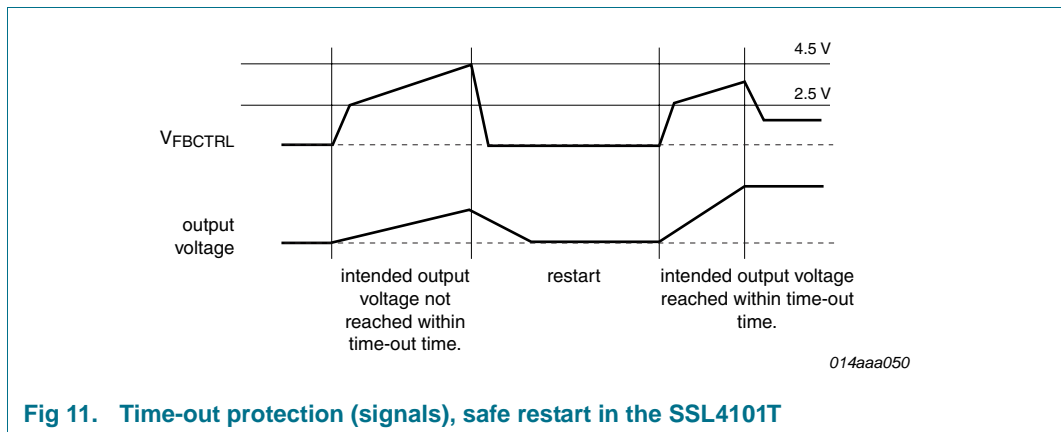 4.5 V
2.5 V
VFBCTRL
output
voltage
intended output
voltage not
reached within
time-out time.
restart
intended output voltage
reached within time-out
time.
014aaa050
Fig 11. Time-out protection (signals), safe restart in the SSL4101T